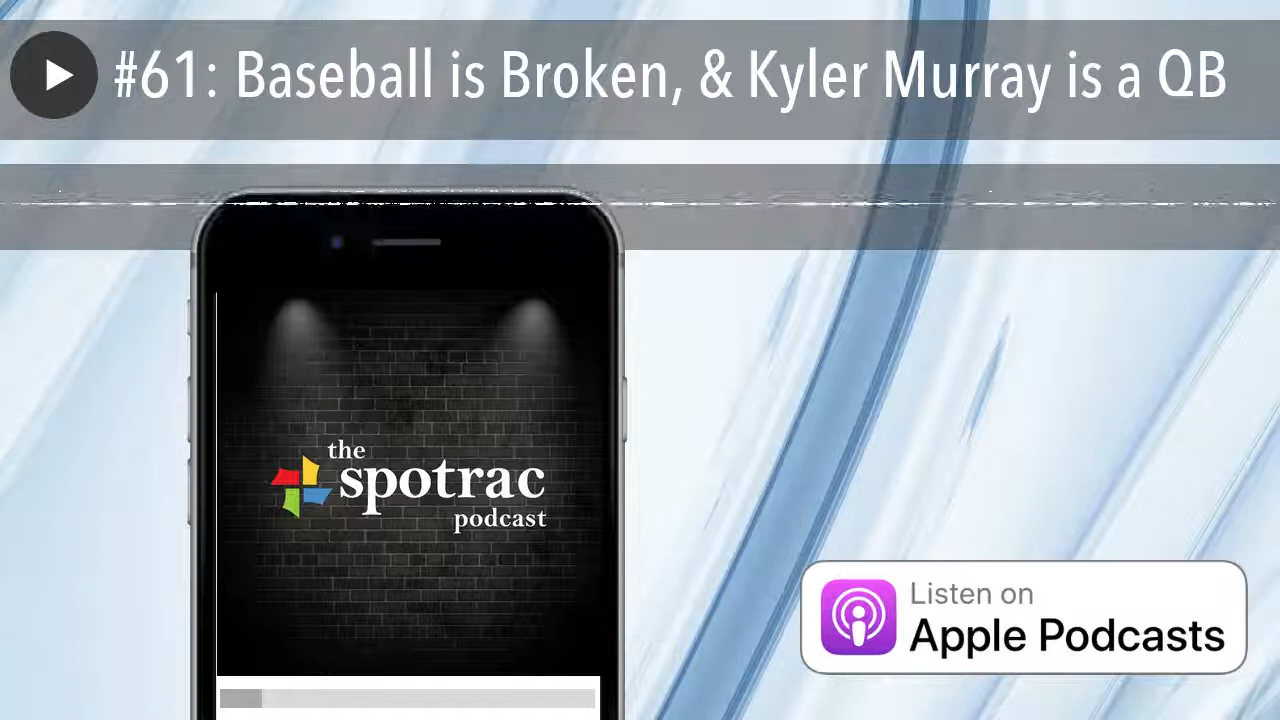 #61: Baseball is Broken, & Kyler Murray is a QB
the
spotrac
podcast
Listen on
Apple Podcasts